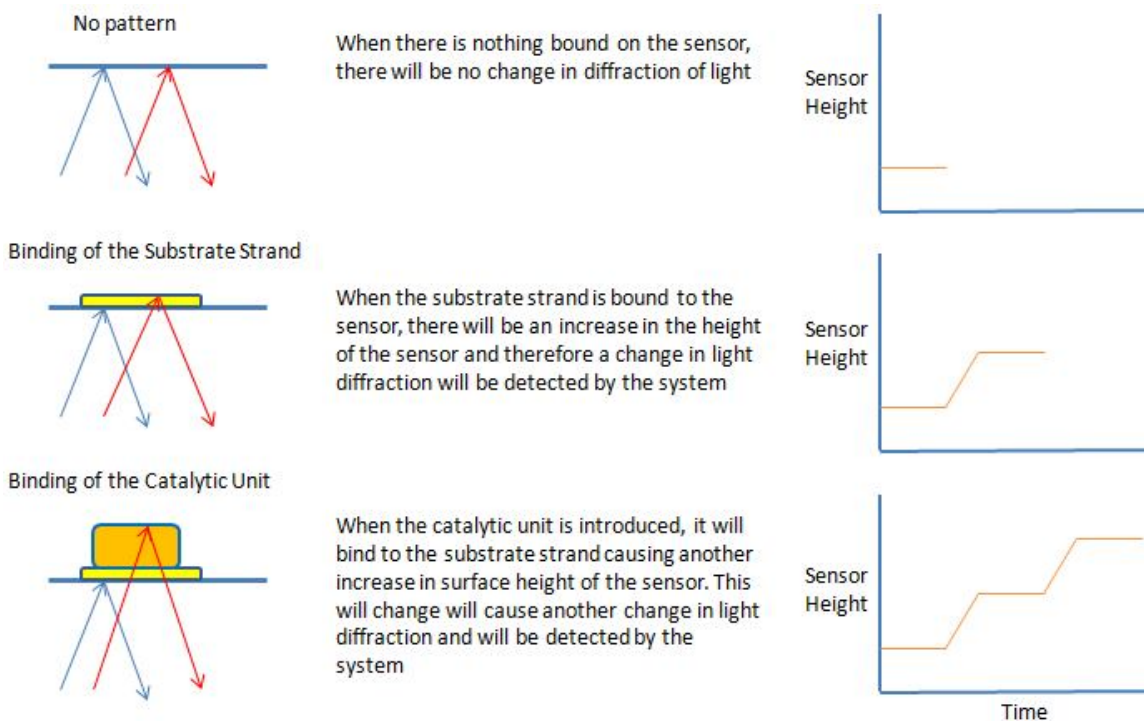 No pattern
When there is nothing bound on the sensor,
there will be no change in diffraction of light
Sensor
Height
Binding of the Substrate Strand
When the substrate strand is bound to the
sensor, there will be an increase in the height
of the sensor and therefore a change in light
diffraction will be detected by the system
Sensor
Height
Binding of the Catalytic Unit
When the catalytic unit is introduced, it will
bind to the substrate strand causing another
increase in surface height of the sensor. This
will change will cause another change in light
diffraction and will be detected by the
system
Sensor
Height
Time